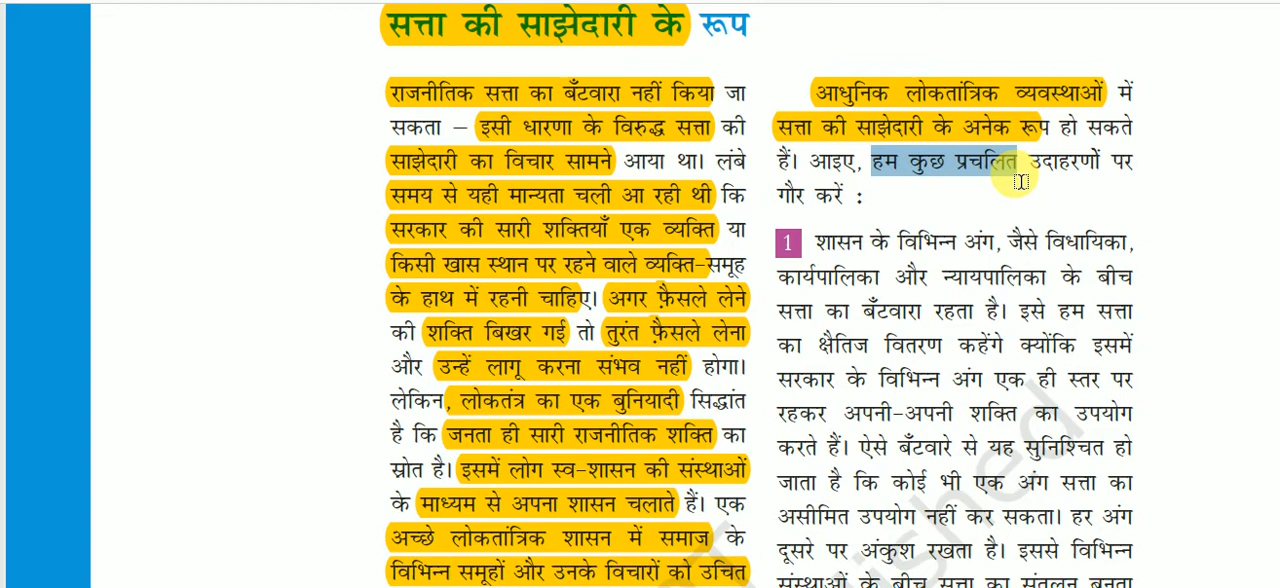 सत्ता की साझेदारी के रूप
राजनीतिक सत्ता का बँटवारा नहीं किया जा
सकता – इसी धारणा के विरुद्ध सत्ता की
साझेदारी का विचार सामने आया था। लंबे
समय से यही मान्यता चली आ रही थी कि
सरकार की सारी शक्तियाँ एक व्यक्ति या
किसी खास स्थान पर रहने वाले व्यक्ति-समूह
के हाथ में रहनी चाहिए। अगर फ़ैसले लेने
की शक्ति बिखर गई तो तुरंत फ़ैसले लेना
और उन्हें लागू करना संभव नहीं होगा।
लेकिन, लोकतंत्र का एक बुनियादी सिद्धांत
है कि जनता ही सारी राजनीतिक शक्ति का
स्रोत है। इसमें लोग स्व-शासन की संस्थाओं
के माध्यम से अपना शासन चलाते हैं। एक
अच्छे लोकतांत्रिक शासन में समाज के
विभिन्न समूहों और उनके विचारों को उचित
आधुनिक लोकतांत्रिक व्यवस्थाओं में
सत्ता की साझेदारी के अनेक रूप हो सकते
हैं। आइए, हम कुछ प्रचलित उदाहरणों पर
गौर करें :
1 शासन के विभिन्न अंग, जैसे विधायिका,
कार्यपालिका और न्यायपालिका के बीच
सत्ता का बँटवारा रहता है। इसे हम सत्ता
का क्षैतिज वितरण कहेंगे क्योंकि इसमें
सरकार के विभिन्न अंग एक ही स्तर पर
रहकर अपनी-अपनी शक्ति का उपयोग
करते हैं। ऐसे बँटवारे से यह सुनिश्चित हो
जाता है कि कोई भी एक अंग सत्ता का
असीमित उपयोग नहीं कर सकता। हर अंग
दूसरे पर अंकुश रखता है। इससे विभिन्न
संस्थाओं के बीच सत्ता का संतुलन बनता